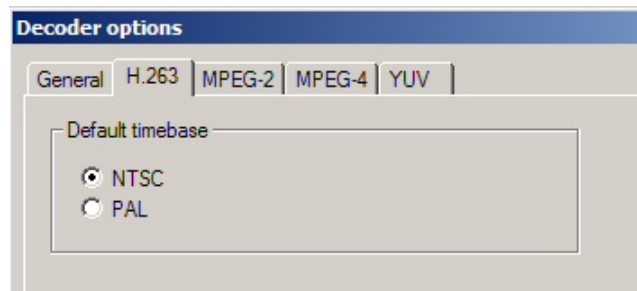 Decoder options
General H.263 MPEG-2 MPEG-4 YUV
Default timebase
NTSC
PAL